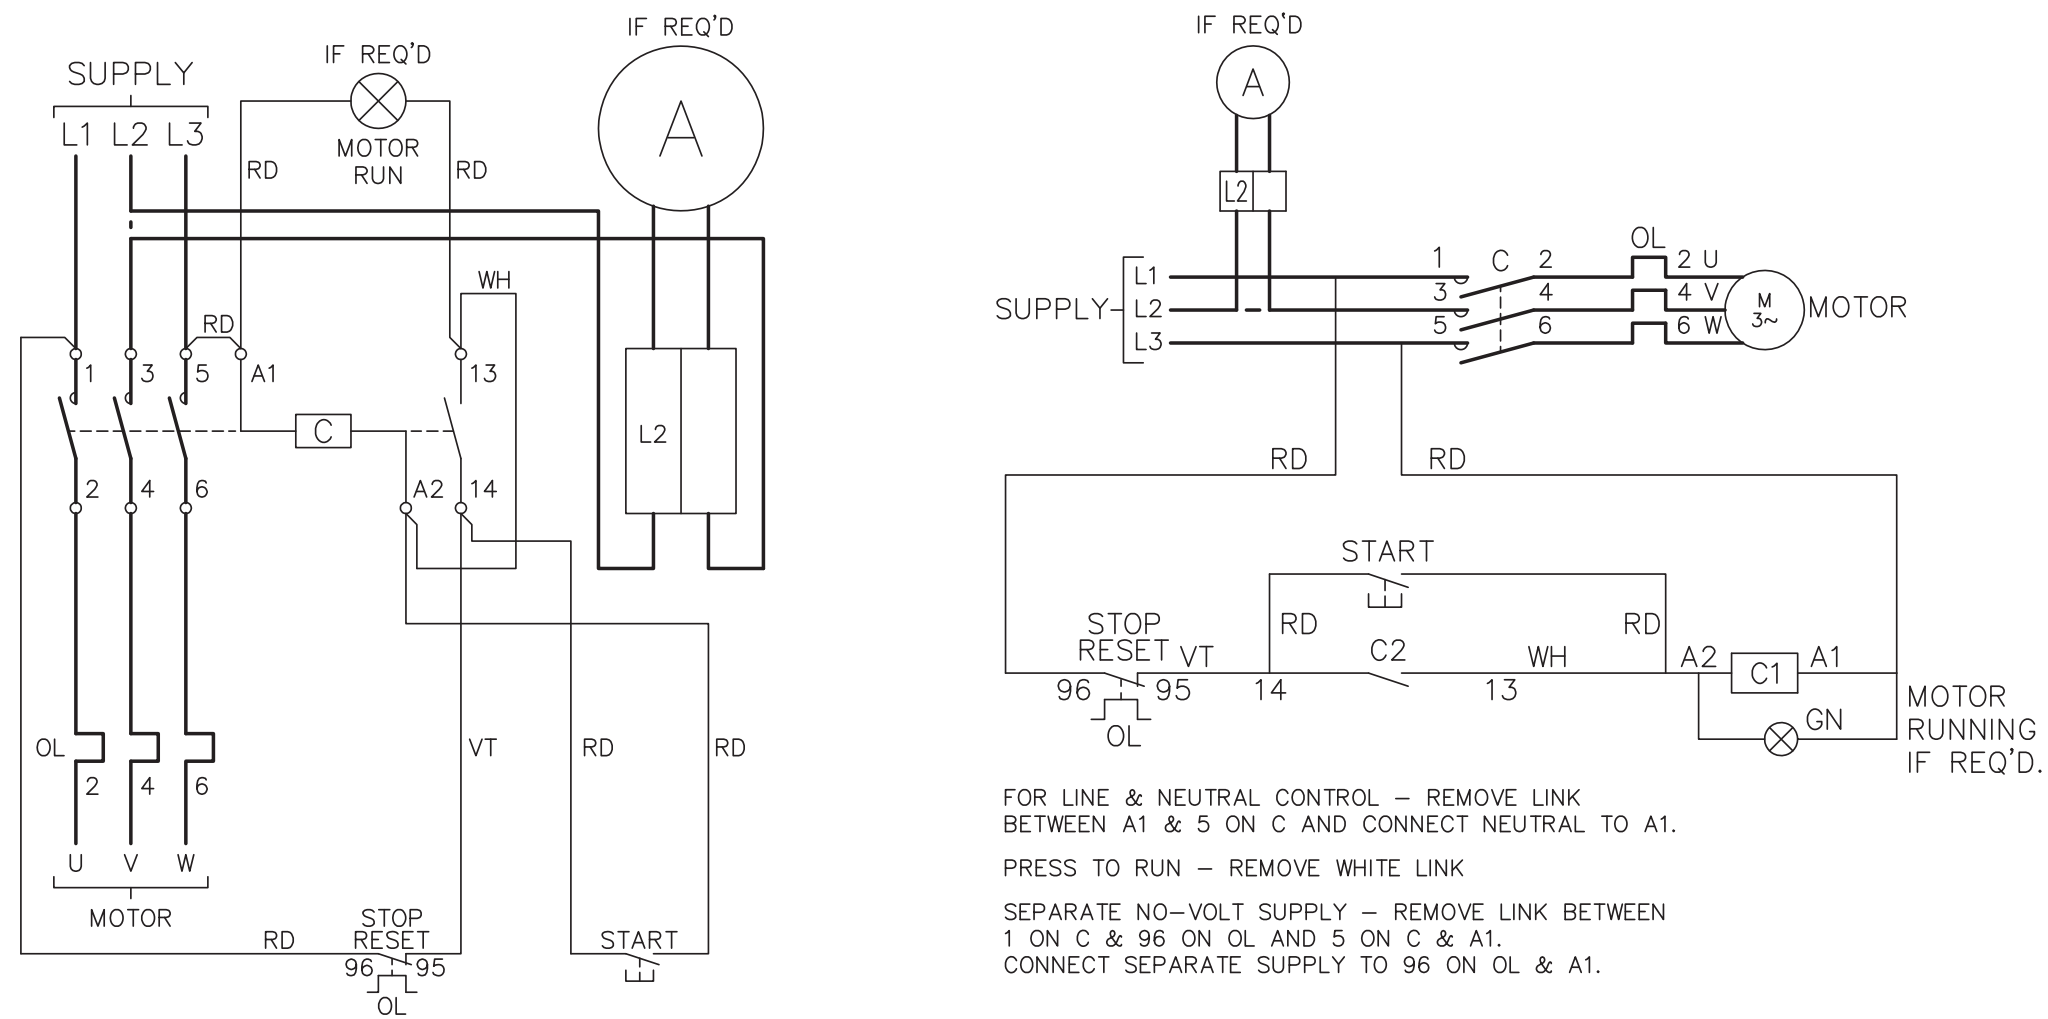 IF REQ'D
IF REQ'D
SUPPLY
L1 L2 L3
A
MOTOR
RUN
RD
RD
WH
RD
1
3
5
A1
13
C
L2
2
4
6
A2
14
OL
2
4
6
VT
RD
RD
U V W
MOTOR
RD
STOP
RESET
96
95
OL
START
IF REQ'D
A
L2
SUPPLY
L1
L2
L3
1
3
5
C
2
4
6
OL
2 U
4 V
6 W
M
3~
MOTOR
RD
RD
START
RD
RD
STOP
RESET
VT
96
95
OL
14
C2
13
WH
A2
C1
A1
GN
MOTOR
RUNNING
IF REQ'D.
FOR LINE & NEUTRAL CONTROL – REMOVE LINK
BETWEEN A1 & 5 ON C AND CONNECT NEUTRAL TO A1.
PRESS TO RUN – REMOVE WHITE LINK
SEPARATE NO–VOLT SUPPLY – REMOVE LINK BETWEEN
1 ON C & 96 ON OL AND 5 ON C & A1.
CONNECT SEPARATE SUPPLY TO 96 ON OL & A1.